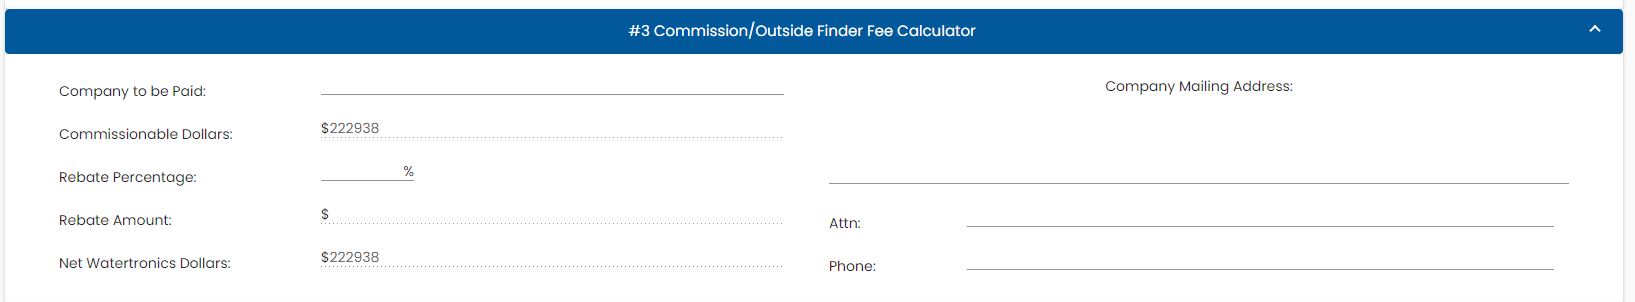 #3 Commission/Outside Finder Fee Calculator
Company to be Paid:
Commissionable Dollars: $222938
Rebate Percentage: %
Rebate Amount: $
Net Watertronics Dollars: $222938
Company Mailing Address:
Attn:
Phone: